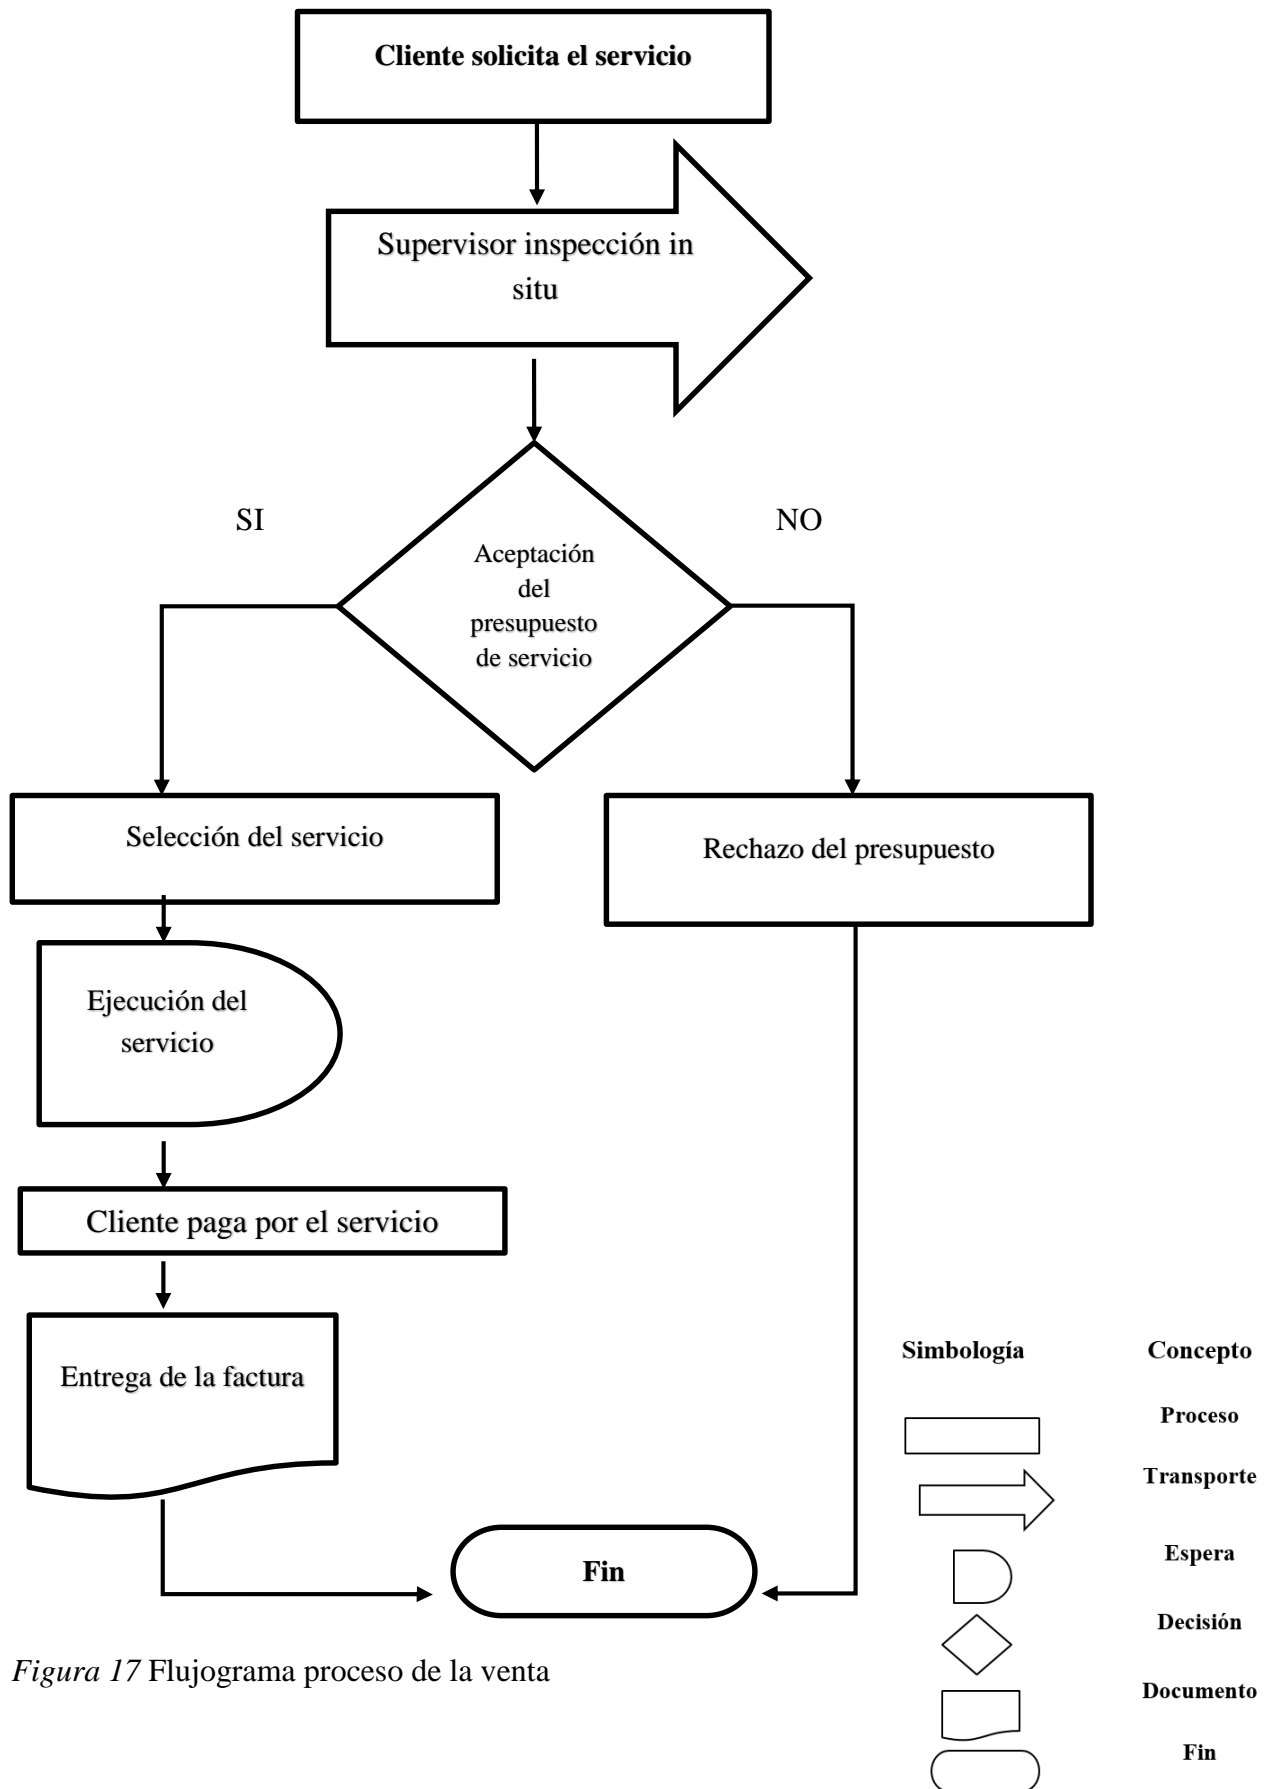 Cliente solicita el servicio
Supervisor inspección in
situ
SI
NO
Aceptación
del
presupuesto
de servicio
Selección del servicio
Rechazo del presupuesto
Ejecución del
servicio
Cliente paga por el servicio
Entrega de la factura
Fin
Figura 17 Flujograma proceso de la venta
Simbología
Concepto
Proceso
Transporte
Espera
Decisión
Documento
Fin